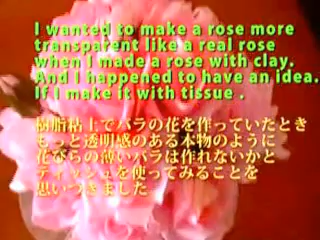 I wanted to make a rose more
transparent like a real rose
when I made a rose with clay.
And I happened to have an idea.
If I make it with tissue .
樹脂粘土でバラの花を作っていたとき
もっと透明感のある本物のように
花びらの薄いバラは作れないかと
ティッシュを使ってみることを
思いつきました